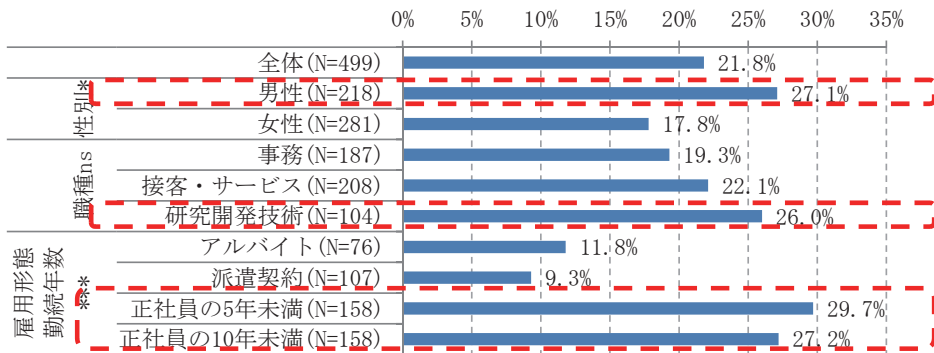 0% 5% 10% 15% 20% 25% 30% 35%
全体(N=499) 21.8%
性別*
男性(N=218) 27.1%
女性(N=281) 17.8%
職種ns
事務(N=187) 19.3%
接客・サービス(N=208) 22.1%
研究開発技術(N=104) 26.0%
雇用形態
勤続年数
***
アルバイト(N=76) 11.8%
派遣契約(N=107) 9.3%
正社員の5年未満(N=158) 29.7%
正社員の10年未満(N=158) 27.2%